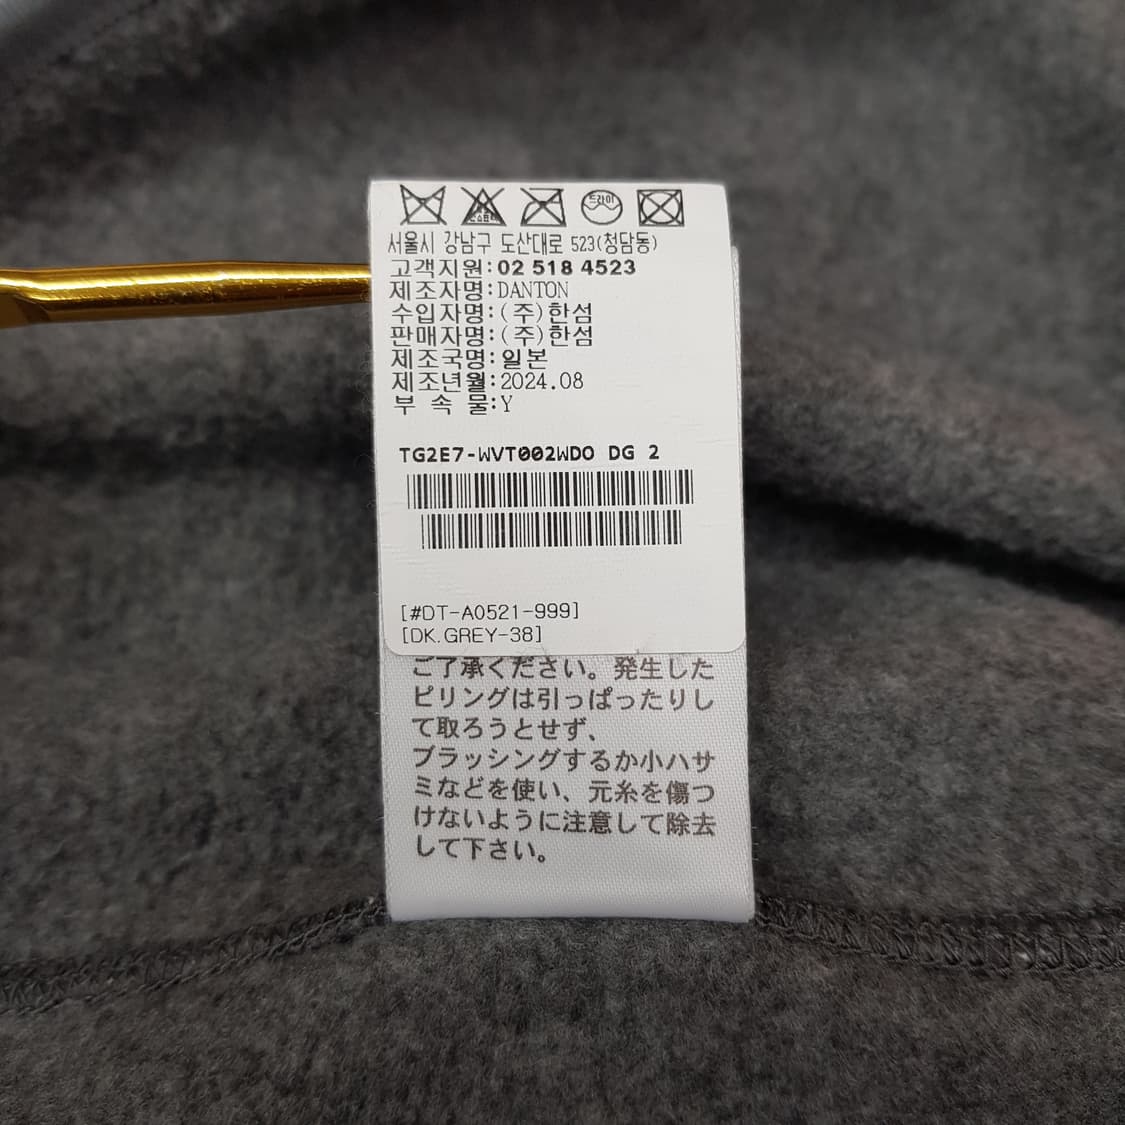 드라이
서울시 강남구 도산대로 523(청담동)
고객지원:02 518 4523
제조자명:DANTON
수입자명:(주)한섬
판매자명:(주)한섬
제조국명:일본
제조년월:2024.08
부 속 물:Y
TG2E7-WVT002WDO DG 2
[#DT-A0521-999]
[DK.GREY-38]
ご了承ください。発生した
ピリングは引っぱったりし
て取ろうとせず、
ブラッシングするか小ハサ
ミなどを使い、元糸を傷つ
けないように注意して除去
して下さい。